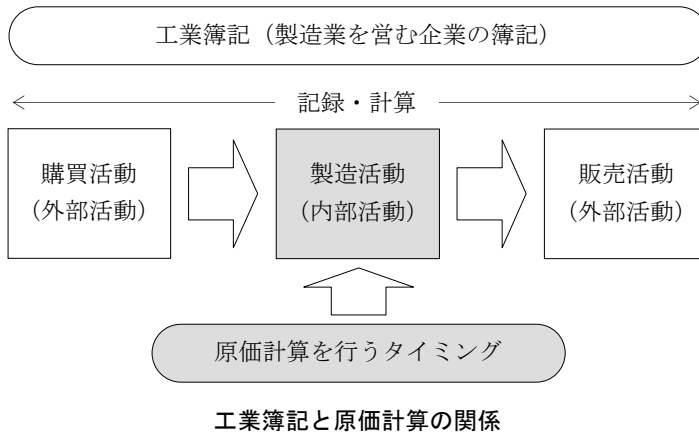 工業簿記（製造業を営む企業の簿記）
記録・計算
購買活動
（外部活動）
製造活動
（内部活動）
販売活動
（外部活動）
原価計算を行うタイミング
工業簿記と原価計算の関係